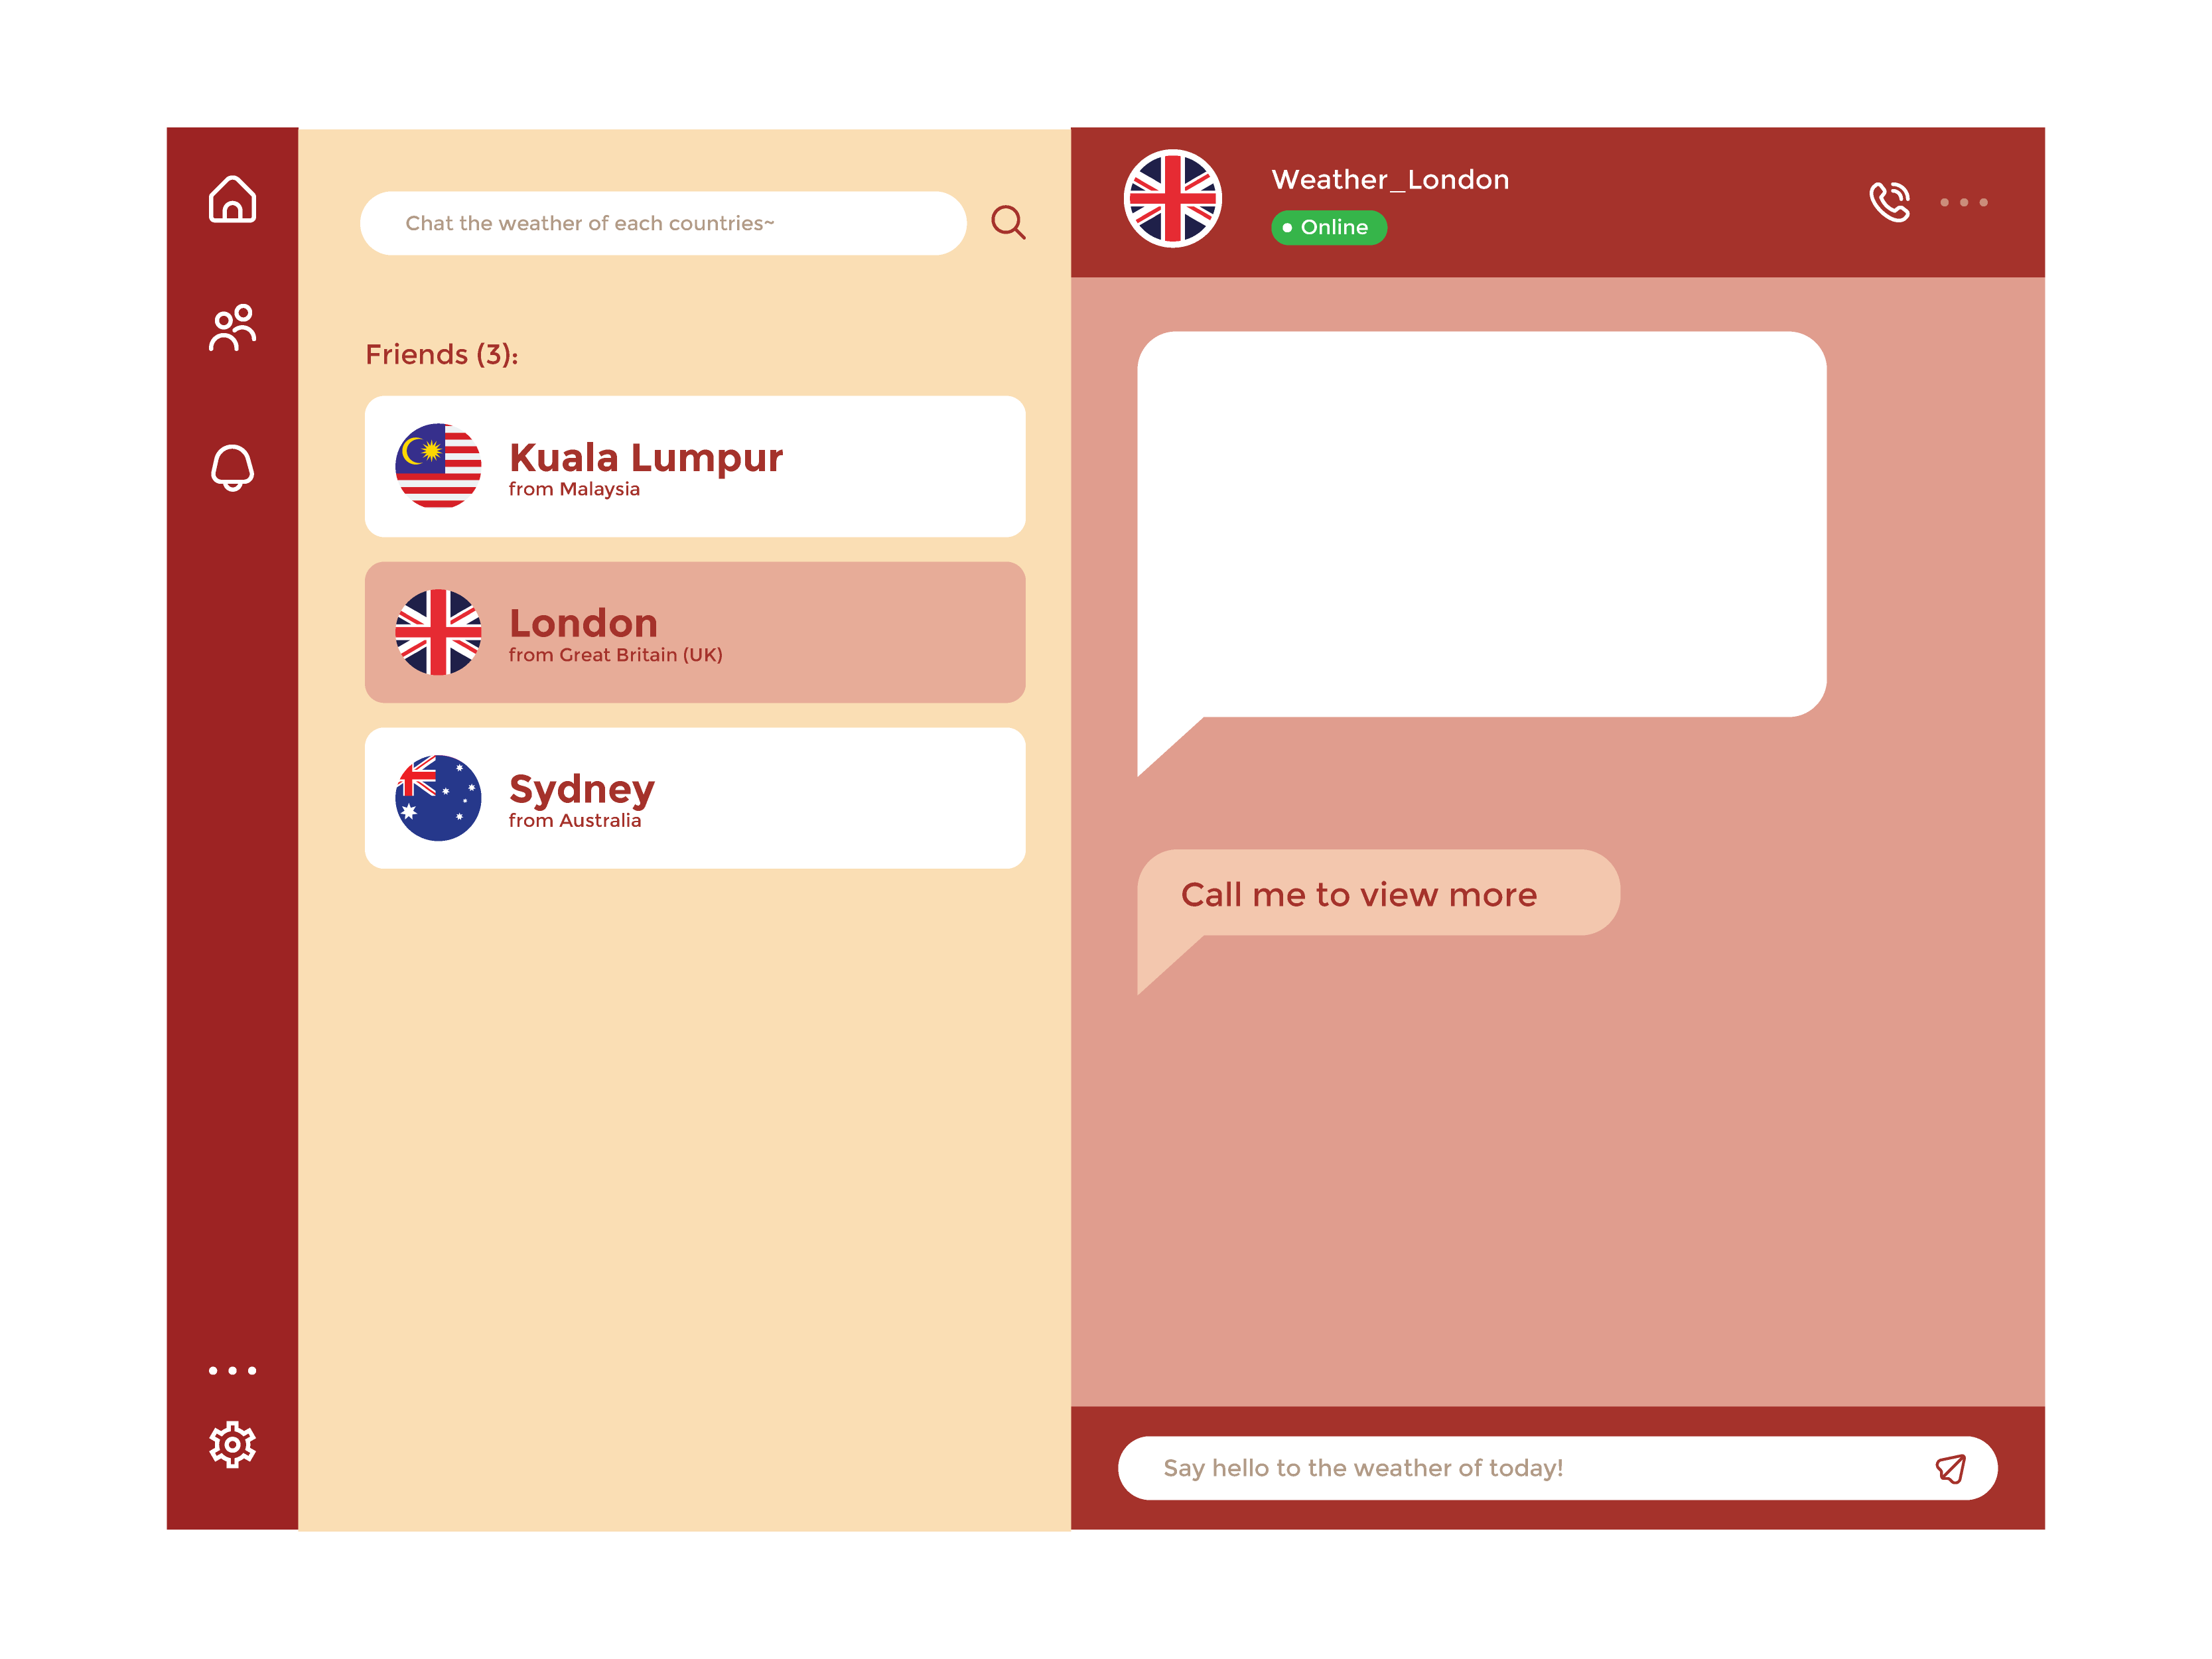 Chat the weather of each countries~
Friends (3):
Kuala Lumpur
from Malaysia
London
from Great Britain (UK)
Sydney
from Australia
Weather_London
Online
Call me to view more
Say hello to the weather of today!